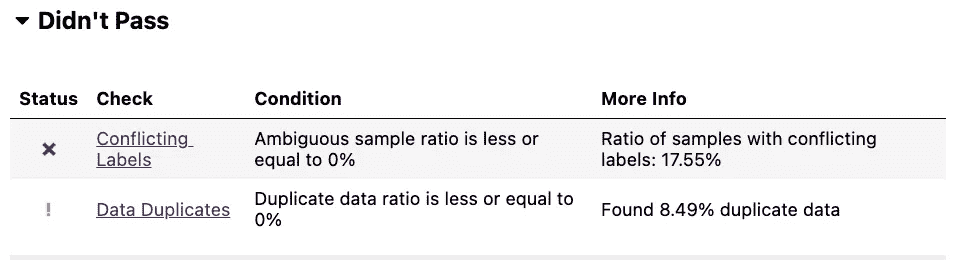 Didn't Pass
Status Check Condition More Info
Conflicting Ambiguous sample ratio is less or Ratio of samples with conflicting
Labels equal to 0% labels: 17.55%
! Data Duplicates Duplicate data ratio is less or equal to Found 8.49% duplicate data
0%